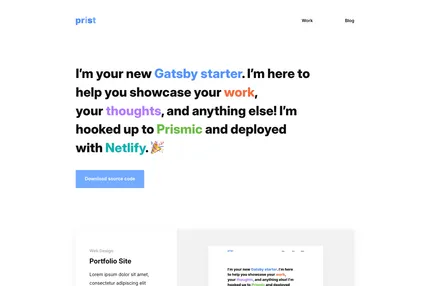 prist
Work
Blog
I'm your new Gatsby starter. I'm here to
help you showcase your work,
your thoughts, and anything else! I'm
hooked up to Prismic and deployed
with Netlify. 🎉
Download source code
Web Design
Portfolio Site
Lorem ipsum dolor sit amet,
consectetur adipiscing elit
I'm your new Gatsby starter. I'm here
to help you showcase your work,
your thoughts, and anything else! I'm
hooked up to Prismic and deployed